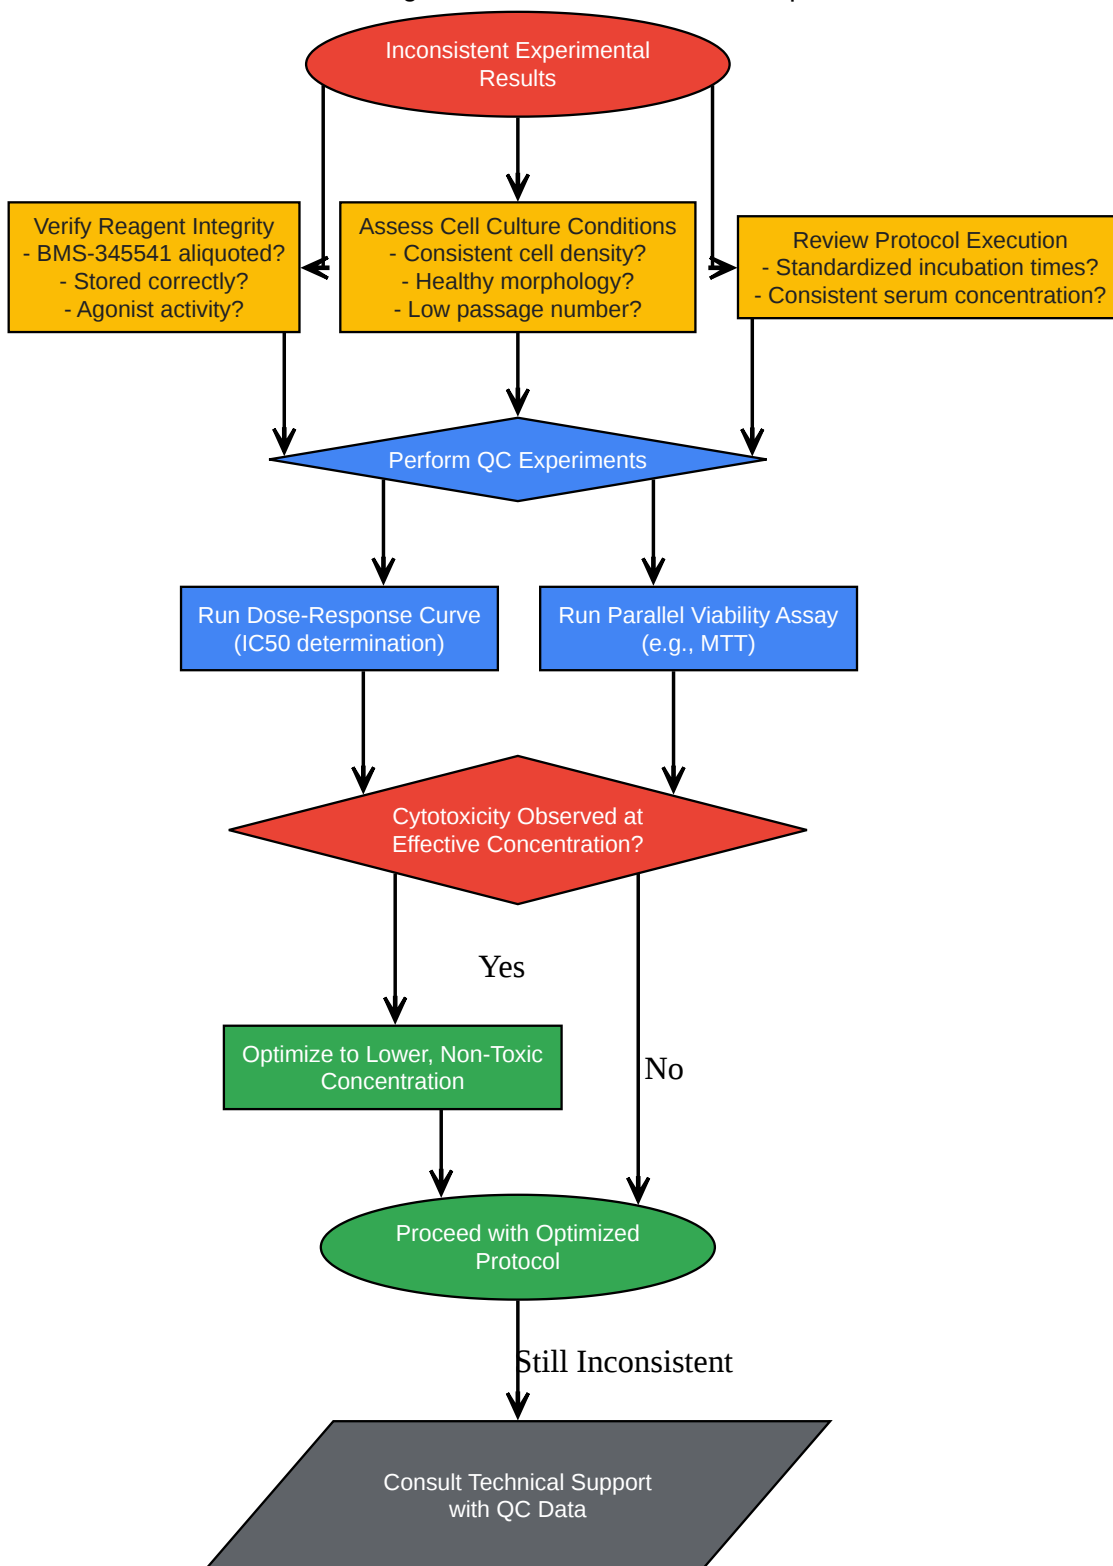 Inconsistent Experimental
Results
Verify Reagent Integrity
- BMS-345541 aliquoted?
- Stored correctly?
- Agonist activity?
Assess Cell Culture Conditions
- Consistent cell density?
- Healthy morphology?
- Low passage number?
Review Protocol Execution
- Standardized incubation times?
- Consistent serum concentration?
Perform QC Experiments
Run Dose-Response Curve
(IC50 determination)
Run Parallel Viability Assay
(e.g., MTT)
Cytotoxicity Observed at
Effective Concentration?
Yes
Optimize to Lower, Non-Toxic
Concentration
No
Proceed with Optimized
Protocol
Still Inconsistent
Consult Technical Support
with QC Data